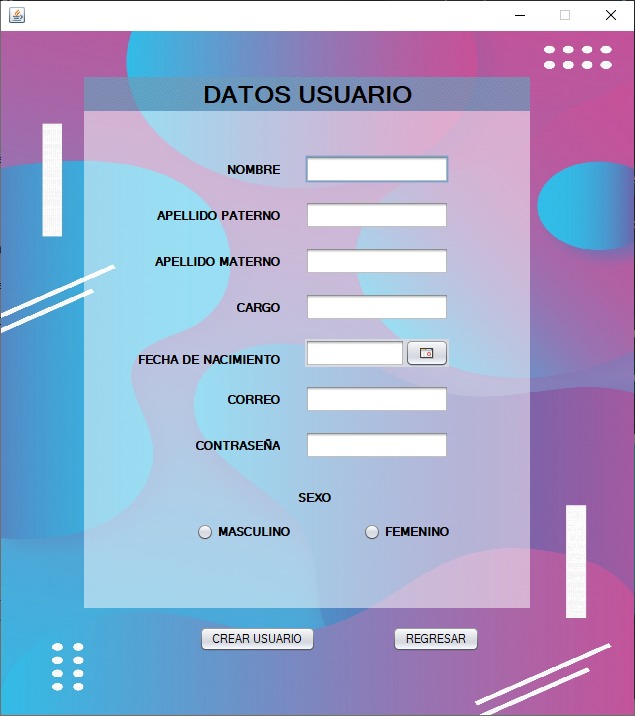 DATOS USUARIO
NOMBRE
APELLIDO PATERNO
APELLIDO MATERNO
CARGO
FECHA DE NACIMIENTO
CORREO
CONTRASEÑA
SEXO
MASCULINO FEMENINO
CREAR USUARIO REGRESAR